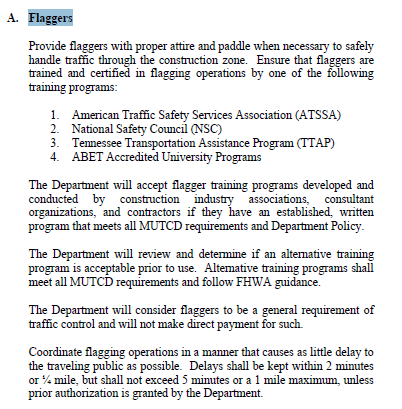 A. Flaggers
Provide flaggers with proper attire and paddle when necessary to safely
handle traffic through the construction zone. Ensure that flaggers are
trained and certified in flagging operations by one of the following
training programs:
1. American Traffic Safety Services Association (ATSSA)
2. National Safety Council (NSC)
3. Tennessee Transportation Assistance Program (TTAP)
4. ABET Accredited University Programs
The Department will accept flagger training programs developed and
conducted by construction industry associations, consultant
organizations, and contractors if they have an established, written
program that meets all MUTCD requirements and Department Policy.
The Department will review and determine if an alternative training
program is acceptable prior to use. Alternative training programs shall
meet all MUTCD requirements and follow FHWA guidance.
The Department will consider flaggers to be a general requirement of
traffic control and will not make direct payment for such.
Coordinate flagging operations in a manner that causes as little delay to
the traveling public as possible. Delays shall be kept within 2 minutes
or ¼ mile, but shall not exceed 5 minutes or a 1 mile maximum, unless
prior authorization is granted by the Department.